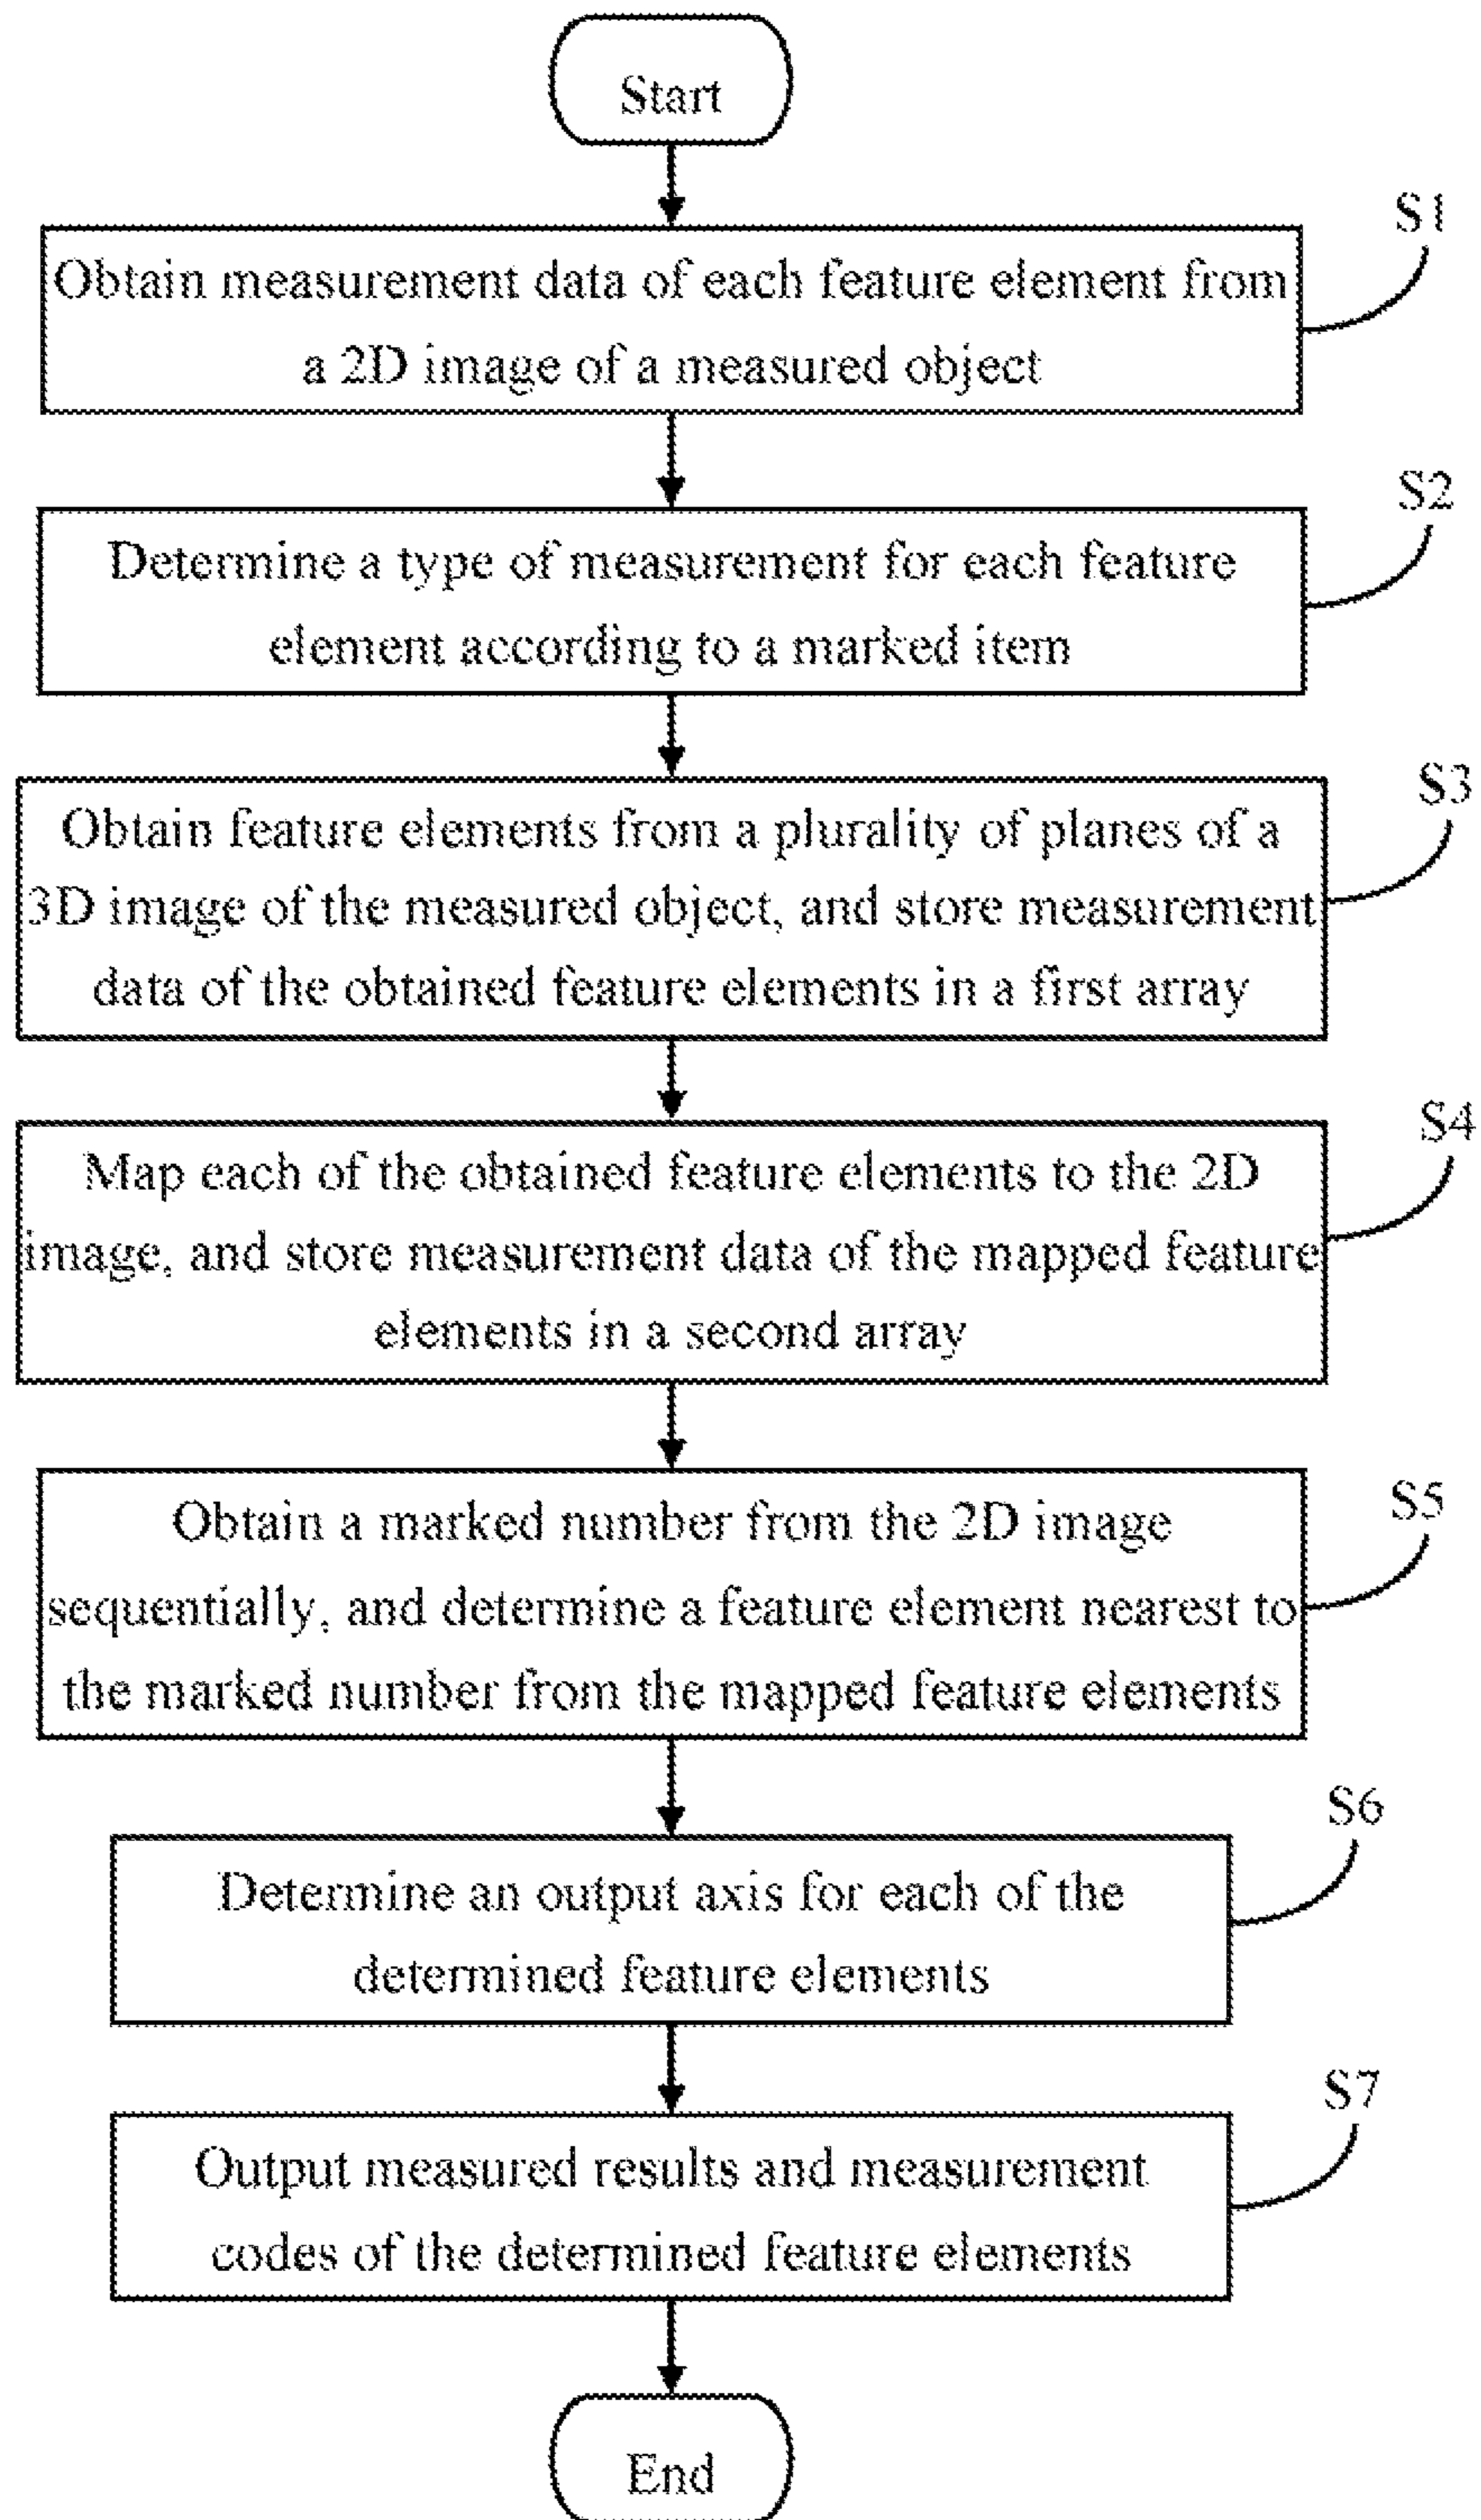 Start
S1
Obtain measurement data of each feature element from
a 2D image of a measured object
S2
Determine a type of measurement for each feature
element according to a marked item
S3
Obtain feature elements from a plurality of planes of a
3D image of the measured object, and store measurement
data of the obtained feature elements in a first array
S4
Map each of the obtained feature elements to the 2D
image, and store measurement data of the mapped feature
elements in a second array
S5
Obtain a marked number from the 2D image
sequentially, and determine a feature element nearest to
the marked number from the mapped feature elements
S6
Determine an output axis for each of the
determined feature elements
S7
Output measured results and measurement
codes of the determined feature elements
End